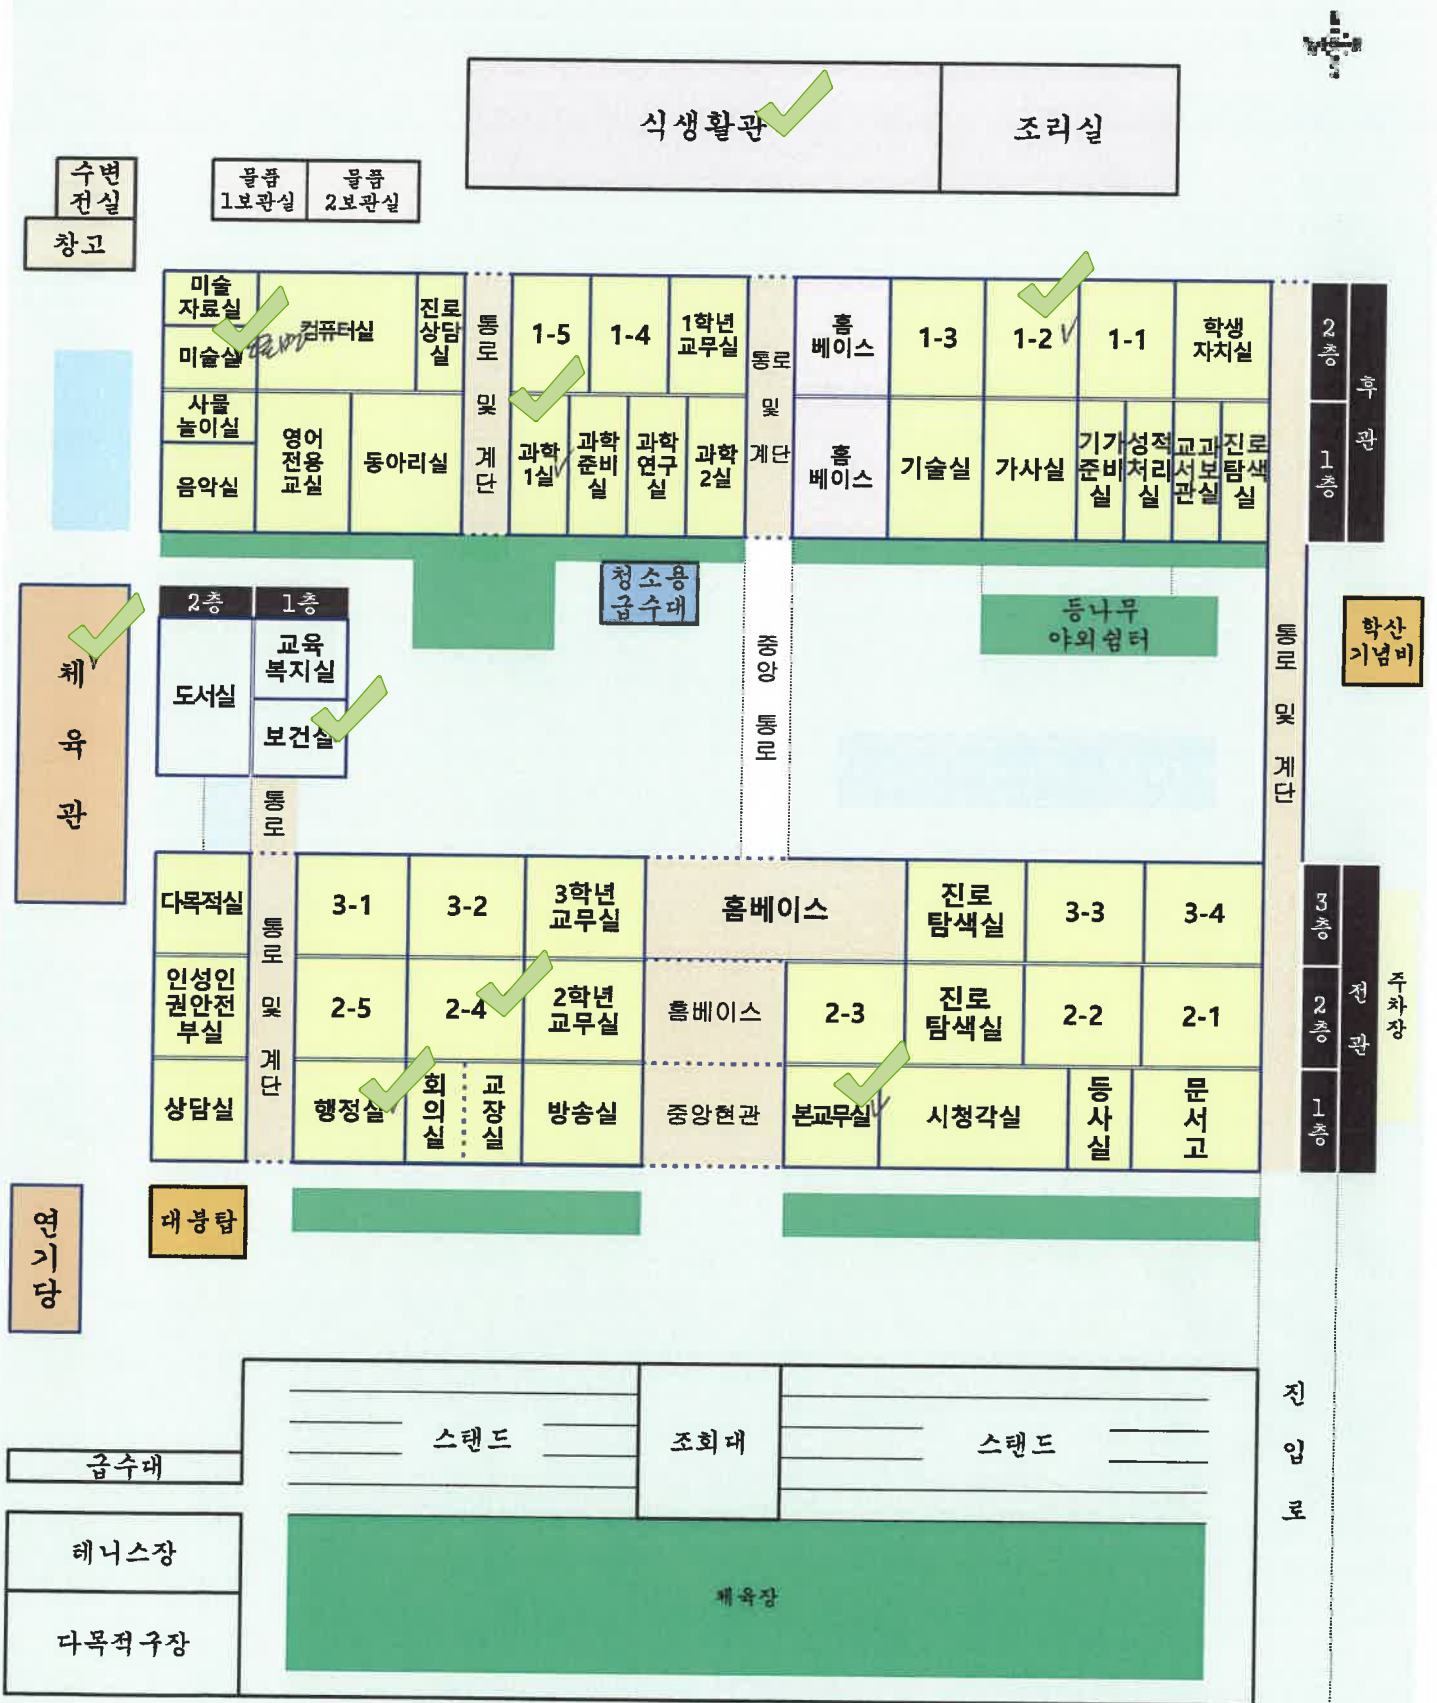 식생활관
조리실
수변
전실
창고
물품
1보관실
물품
2보관실
미술
자료실
미술실
컴퓨터실
진로
상담
실
통로 및 계단
1-5
1-4
1학년
교무실
통로
및
계단
홈
베이스
1-3
1-2
1-1
학생
자치실
2층
후관
사물
놀이실
음악실
영어
전용
교실
동아리실
과학
1실
과학
준비
실
과학
연구
실
과학
2실
홈
베이스
기술실
가사실
기가
준비
실
성적
처리
실
교과
서보
관실
진로
탐색
실
1층
청소용
급수대
등나무
야외쉼터
학산
기념비
체육관
2층
1층
도서실
교육
복지실
보건실
중앙 통로
통로 및 계단
통로
다목적실
통로 및 계단
3-1
3-2
3학년
교무실
홈베이스
진로
탐색실
3-3
3-4
3층
전관
주차장
인성인
권안전
부실
2-5
2-4
2학년
교무실
홈베이스
2-3
진로
탐색실
2-2
2-1
2층
상담실
행정실
회의실
교장실
방송실
중앙현관
본교무실
시청각실
등사실
문서고
1층
연기당
대붕탑
스탠드
조회대
스탠드
진입로
급수대
테니스장
다목적구장
체육장